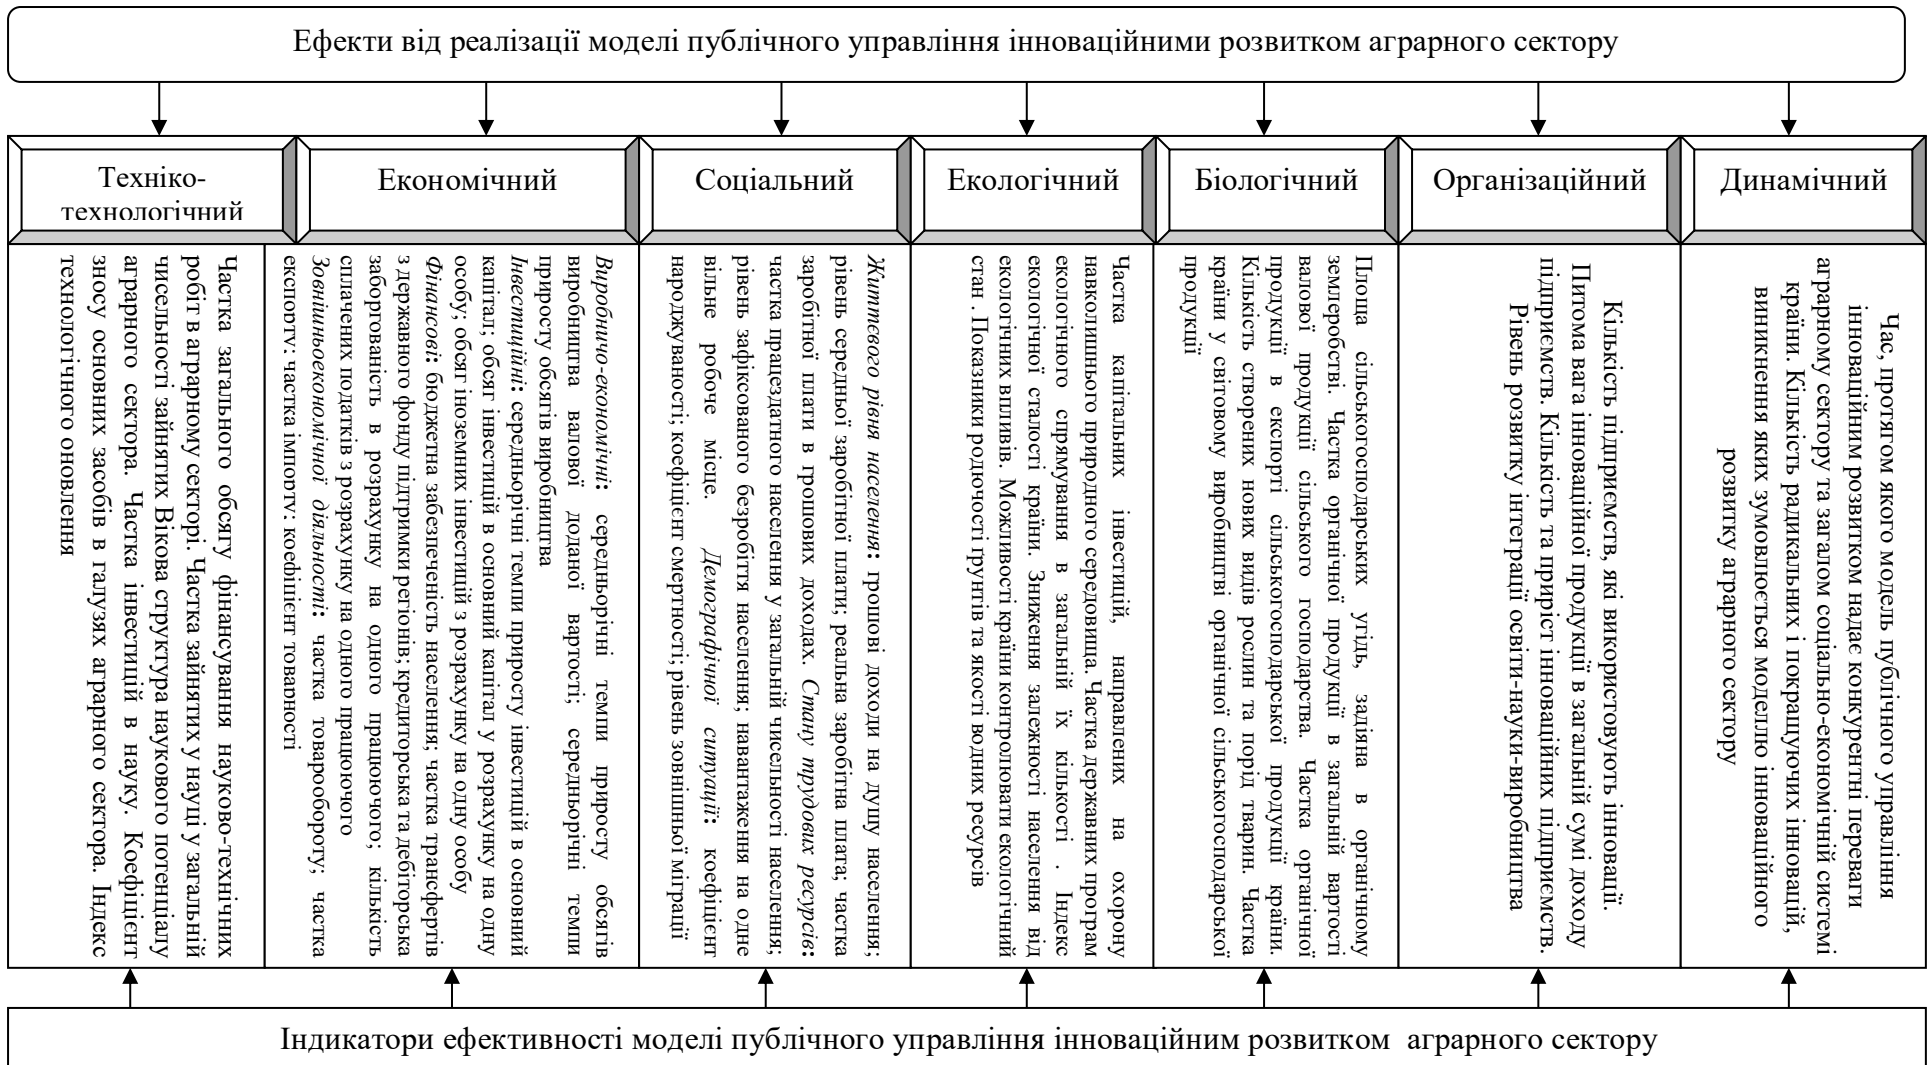 Ефекти від реалізації моделі публічного управління інноваційними розвитком аграрного сектору
Техніко-
технологічний
Економічний
Соціальний
Екологічний
Біологічний
Організаційний
Динамічний
Частка загального обсягу фінансування науково-технічних
робіт в аграрному секторі. Частка зайнятих у науці у загальній
чисельності зайнятих Вікова структура наукового потенціалу
аграрного сектора. Частка інвестицій в науку. Коефіцієнт
зносу основних засобів в галузях аграрного сектора. Індекс
технологічного оновлення
Виробничо-економічні: середньорічні темпи приросту обсягів
виробництва валової доданої вартості; середньорічні темпи
приросту обсягів виробництва
Інвестиційні: середньорічні темпи приросту інвестицій в основний
капітал; обсяг інвестицій в основний капітал у розрахунку на одну
особу; обсяг іноземних інвестицій з розрахунку на одну особу
Фінансові: бюджетна забезпеченість населення; частка трансфертів
з державного фонду підтримки регіонів; кредиторська та дебіторська
заборгованість в розрахунку на одного працюючого; кількість
сплачених податків з розрахунку на одного працюючого
Зовнішньоекономічної діяльності: частка товарообороту; частка
експорту; частка імпорту; коефіцієнт товарності
Життєвого рівня населення: грошові доходи на душу населення;
рівень середньої заробітної плати; реальна заробітна плата; частка
заробітної плати в грошових доходах. Стану трудових ресурсів:
частка працездатного населення у загальній чисельності населення;
рівень зафіксованого безробіття населення; навантаження на одне
вільне робоче місце. Демографічної ситуації: коефіцієнт
народжуваності; коефіцієнт смертності; рівень зовнішньої міграції
Частка капітальних інвестицій, направлених на охорону
навколишнього природного середовища. Частка державних програм
екологічного спрямування в загальній їх кількості . Індекс
екологічної сталості країни. Зниження залежності населення від
екологічних впливів. Можливості країни контролювати екологічний
стан . Показники родючості ґрунтів та якості водних ресурсів
Площа сільськогосподарських угідь, задіяна в органічному
землеробстві. Частка органічної продукції в загальній вартості
валової продукції сільського господарства. Частка органічної
продукції в експорті сільськогосподарської продукції країни.
Кількість створених нових видів рослин та порід тварин. Частка
країни у світовому виробництві органічної сільськогосподарської
продукції
Кількість підприємств, які використовують інновації.
Питома вага інноваційної продукції в загальній сумі доходу
підприємств. Кількість та приріст інноваційних підприємств.
Рівень розвитку інтеграції освіти-науки-виробництва
Час, протягом якого модель публічного управління
інноваційним розвитком надає конкурентні переваги
аграрному сектору та загалом соціально-економічній системі
країни. Кількість радикальних і покращуючих інновацій,
виникнення яких зумовлюється моделлю інноваційного
розвитку аграрного сектору
Індикатори ефективності моделі публічного управління інноваційним розвитком аграрного сектору